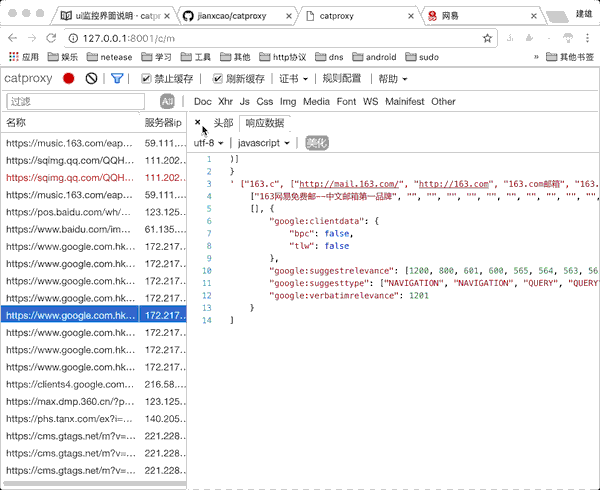 ui监控界面说明 · catpro
jianxcao/catproxy
catproxy
网易
建雄
127.0.0.1:8001/c/m
应用 娱乐 netease 学习 工具 其他 http协议 dns android sudo » 其他书签
catproxy 禁止缓存 刷新缓存 证书 规则配置 帮助
过滤 All Doc Xhr Js Css Img Media Font WS Mainifest Other
名称 服务器ip
× 头部 响应数据
utf-8 javascript 美化
https://music.163.com/eap... 59.111....
https://sqimg.qq.com/QQH... 111.202...
https://sqimg.qq.com/QQH... 111.202...
https://music.163.com/eap... 59.111....
https://pos.baidu.com/wh/... 123.125...
https://www.baidu.com/im... 61.135....
https://www.google.com.hk... 172.217...
https://www.google.com.hk... 172.217...
https://www.google.com.hk... 172.217...
https://www.google.com.hk... 172.217...
https://www.google.com.hk... 172.217...
https://www.google.com.hk... 172.217...
https://www.google.com.hk... 172.217...
https://www.google.com.hk... 172.217...
https://clients4.google.com... 216.58....
https://max.dmp.360.cn/?p... 123.125...
https://phs.tanx.com/ex?i=... 140.205...
https://cms.gtags.net/m?v=... 221.228...
https://cms.gtags.net/m?v=... 221.228...
https://cms.gtags.net/m?v=... 221.228...
1 )]
2 }
3 ' ["163.c", ["http://mail.163.com/", "http://163.com", "163.com邮箱", "163.
4 ["163网易免费邮--中文邮箱第一品牌", "", "", "", "", "", "", "", "", "",
5 [], {
6 "google:clientdata": {
7 "bpc": false,
8 "tlw": false
9 },
10 "google:suggestrelevance": [1200, 800, 601, 600, 565, 564, 563, 56
11 "google:suggesttype": ["NAVIGATION", "NAVIGATION", "QUERY", "QUERY
12 "google:verbatimrelevance": 1201
13 }
14 ]